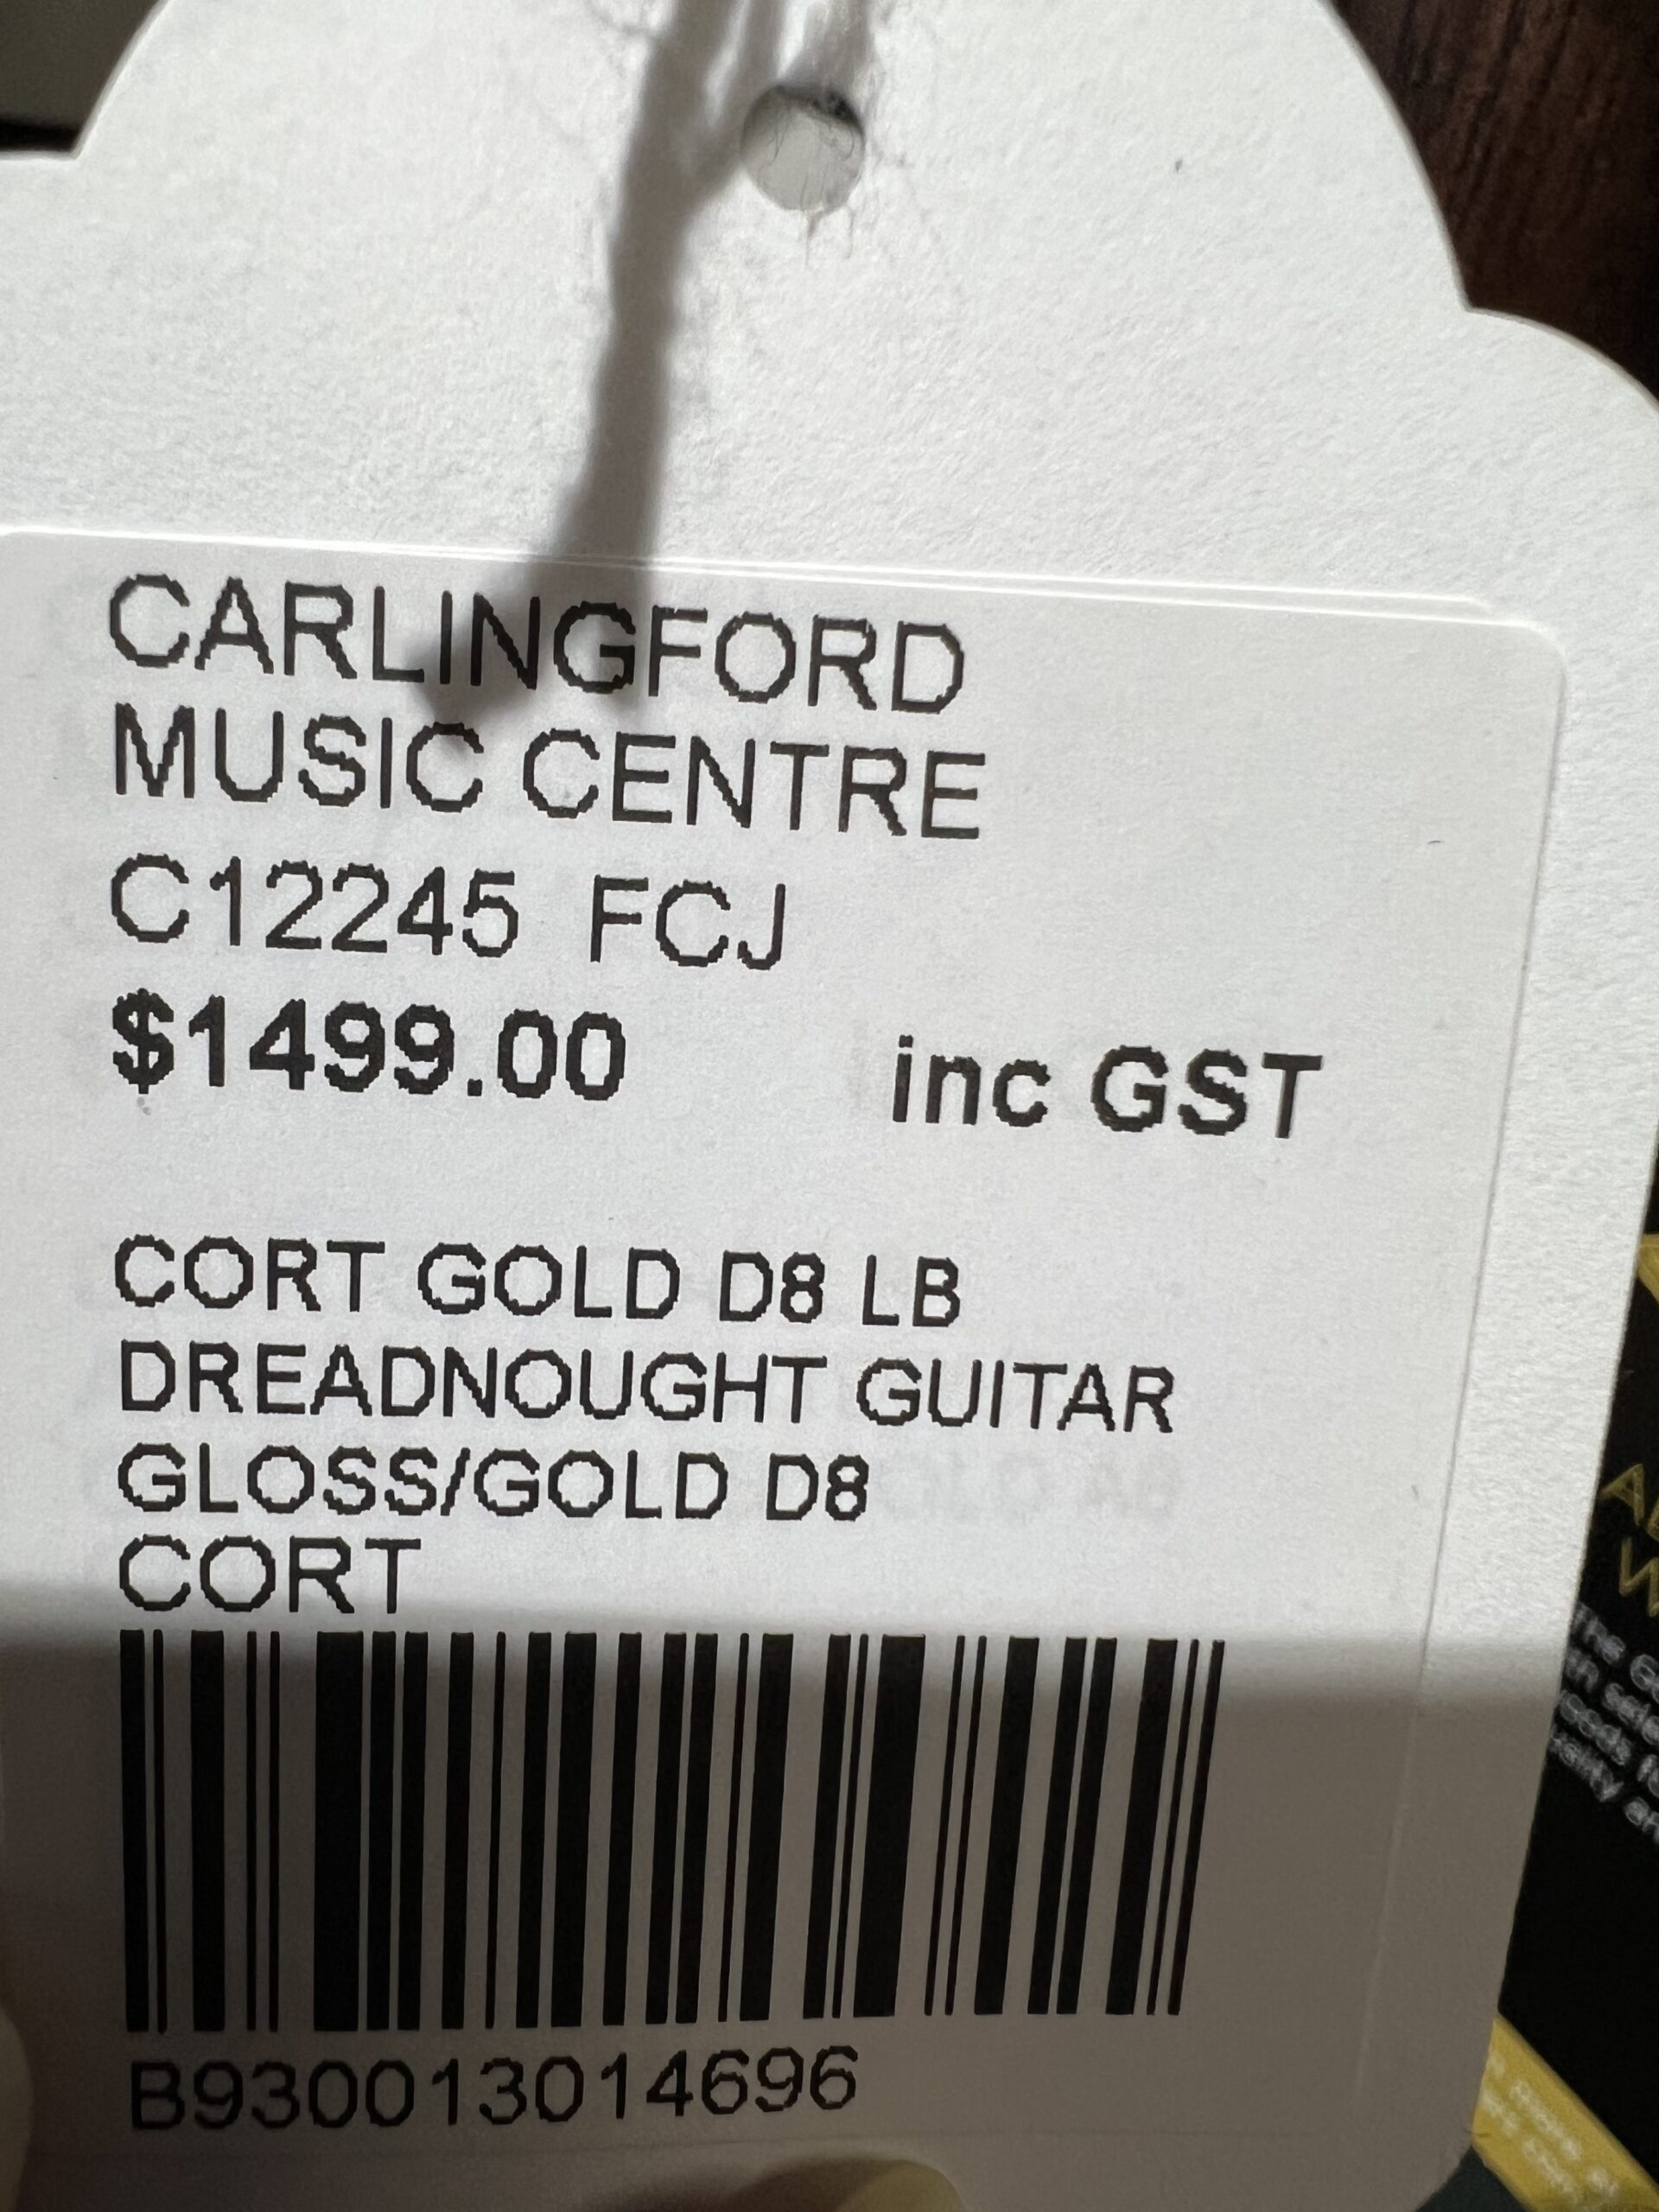 CARLINGFORD
MUSIC CENTRE
C12245 FCJ
$1499.00 inc GST
CORT GOLD D8 LB
DREADNOUGHT GUITAR
GLOSS/GOLD D8
CORT
B930013014696